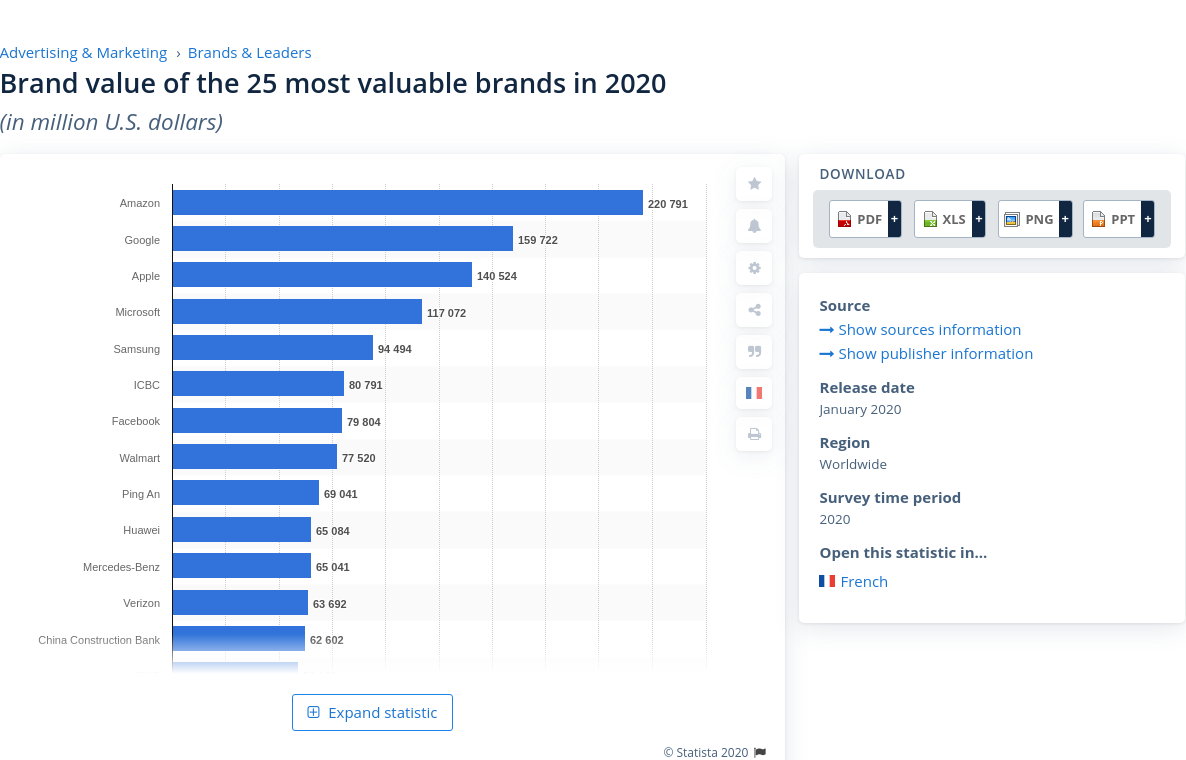 Advertising & Marketing › Brands & Leaders
Brand value of the 25 most valuable brands in 2020
(in million U.S. dollars)
Amazon 220 791
Google 159 722
Apple 140 524
Microsoft 117 072
Samsung 94 494
ICBC 80 791
Facebook 79 804
Walmart 77 520
Ping An 69 041
Huawei 65 084
Mercedes-Benz 65 041
Verizon 63 692
China Construction Bank 62 602
Expand statistic
© Statista 2020
DOWNLOAD
PDF + XLS + PNG + PPT +
Source
Show sources information
Show publisher information
Release date
January 2020
Region
Worldwide
Survey time period
2020
Open this statistic in...
French